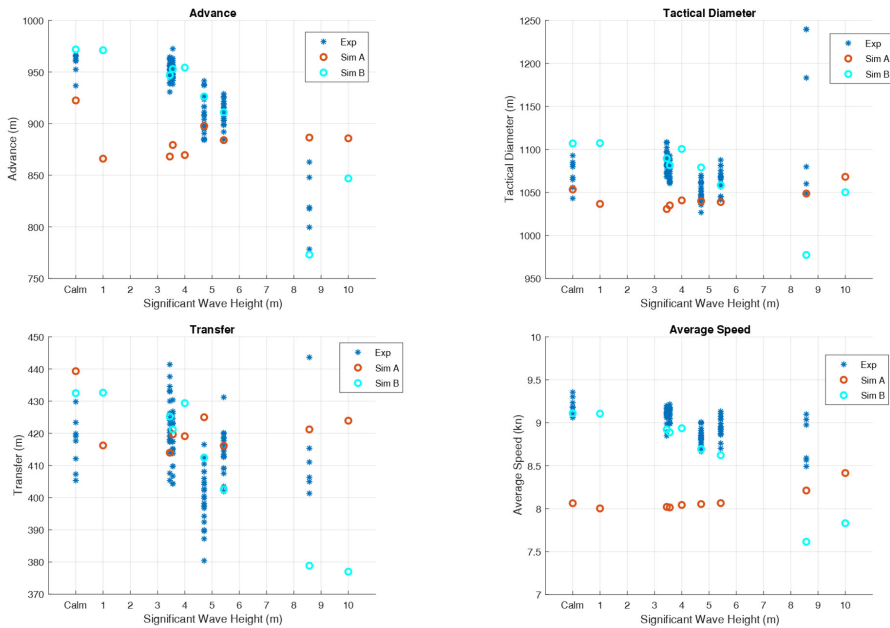 Advance
1000
950
900
850
800
750
Advance (m)
Calm 1 2 3 4 5 6 7 8 9 10
Significant Wave Height (m)
Exp
Sim A
Sim B
Tactical Diameter
1250
1200
1150
1100
1050
1000
950
Tactical Diameter (m)
Calm 1 2 3 4 5 6 7 8 9 10
Significant Wave Height (m)
Exp
Sim A
Sim B
Transfer
450
440
430
420
410
400
390
380
370
Transfer (m)
Calm 1 2 3 4 5 6 7 8 9 10
Significant Wave Height (m)
Exp
Sim A
Sim B
Average Speed
10
9.5
9
8.5
8
7.5
7
Average Speed (kn)
Calm 1 2 3 4 5 6 7 8 9 10
Significant Wave Height (m)
Exp
Sim A
Sim B